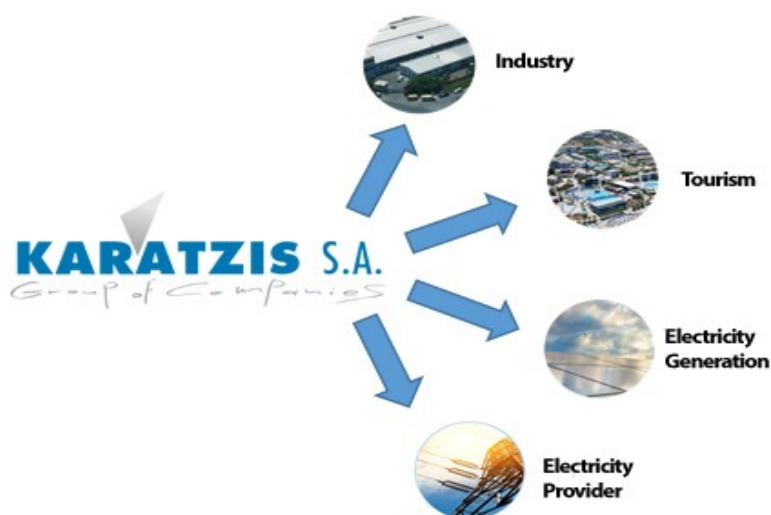 Industry
Tourism
KARATZIS S.A.
Group of Companies
Electricity
Generation
Electricity
Provider